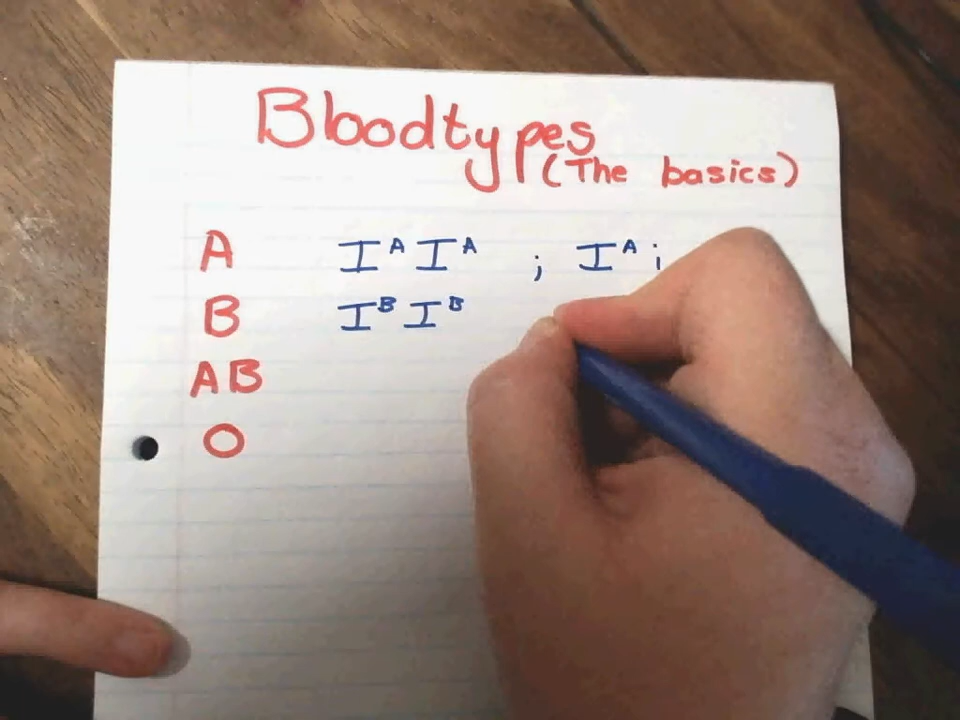 Bloodtypes
(The basics)
A I^A I^A ; I^A i
B I^B I^B
AB
O